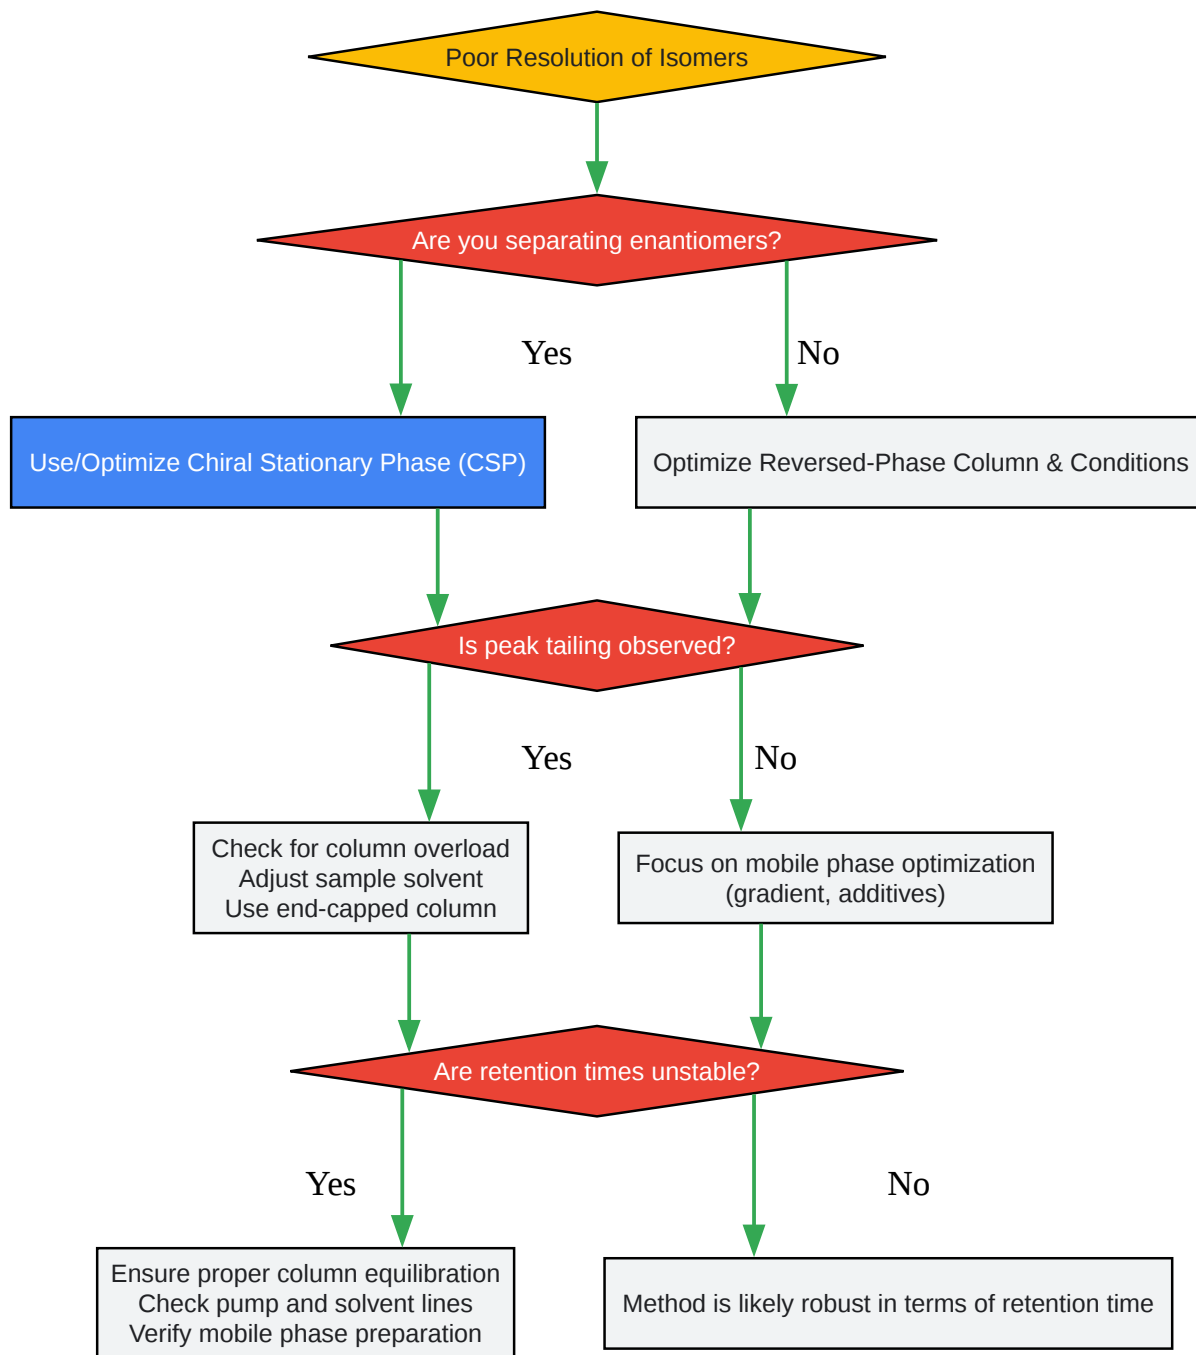 Poor Resolution of Isomers
Are you separating enantiomers?
Yes
No
Use/Optimize Chiral Stationary Phase (CSP)
Optimize Reversed-Phase Column & Conditions
Is peak tailing observed?
Yes
No
Check for column overload
Adjust sample solvent
Use end-capped column
Focus on mobile phase optimization
(gradient, additives)
Are retention times unstable?
Yes
No
Ensure proper column equilibration
Check pump and solvent lines
Verify mobile phase preparation
Method is likely robust in terms of retention time